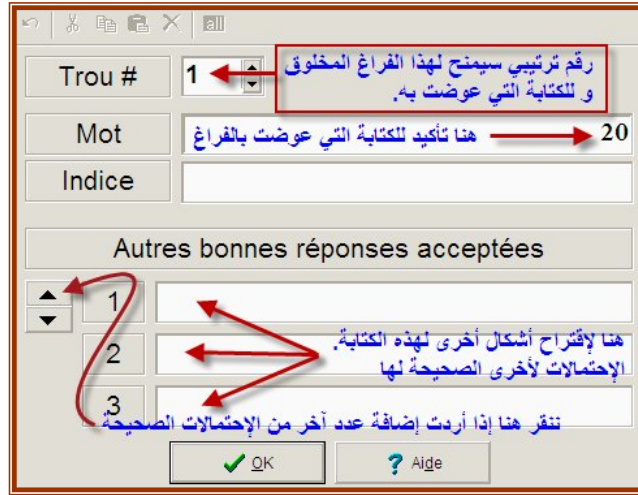 all
Trou #
1
رقم ترتيبي سيمنح لهذا الفراغ المخلوق
و للكتابة التي عوضت به.
Mot
هنا تأكيد للكتابة التي عوضت بالفراغ
20
Indice
Autres bonnes réponses acceptées
1
2
هنا لإقتراح أشكال أخرى لهذه الكتابة.
الإحتمالات لأخرى الصحيحة لها
3
ننقر هنا إذا أردت إضافة عدد آخر من الإحتمالات الصحيحة
OK
Aide